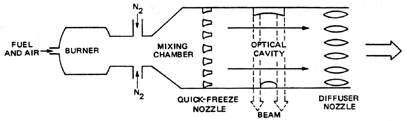 N2
FUEL
AND AIR
BURNER
MIXING
CHAMBER
OPTICAL
CAVITY
N2
QUICK-FREEZE
NOZZLE
BEAM
DIFFUSER
NOZZLE